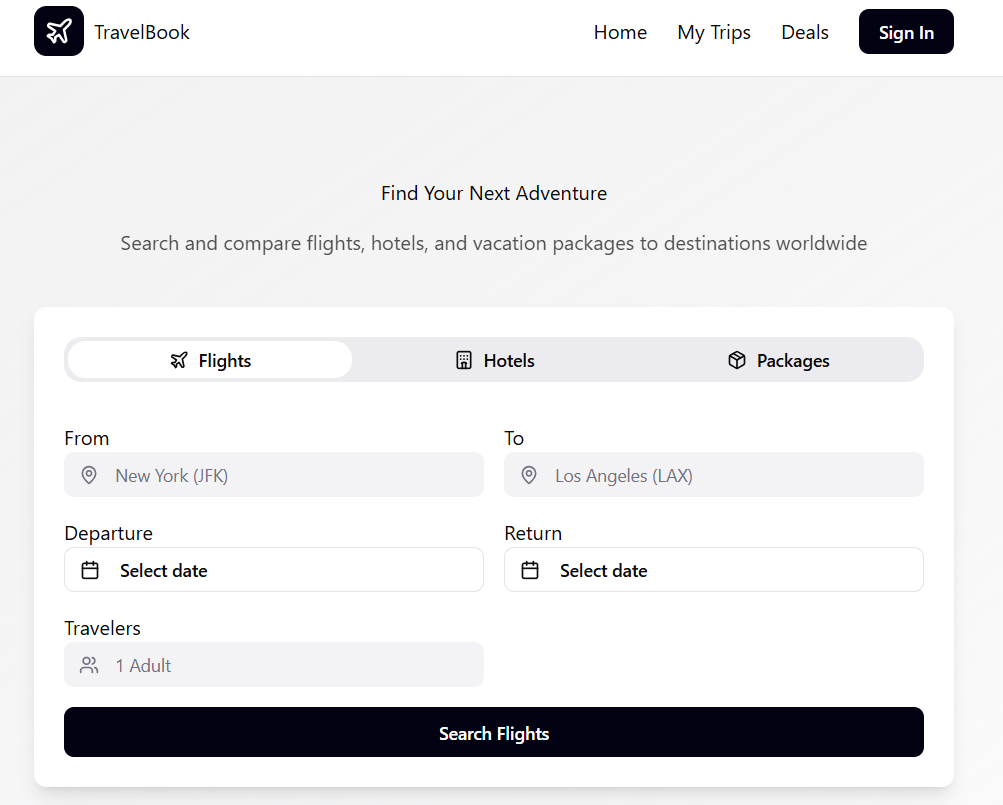 TravelBook Home My Trips Deals Sign In
Find Your Next Adventure
Search and compare flights, hotels, and vacation packages to destinations worldwide
Flights Hotels Packages
From To
New York (JFK) Los Angeles (LAX)
Departure Return
Select date Select date
Travelers
1 Adult
Search Flights